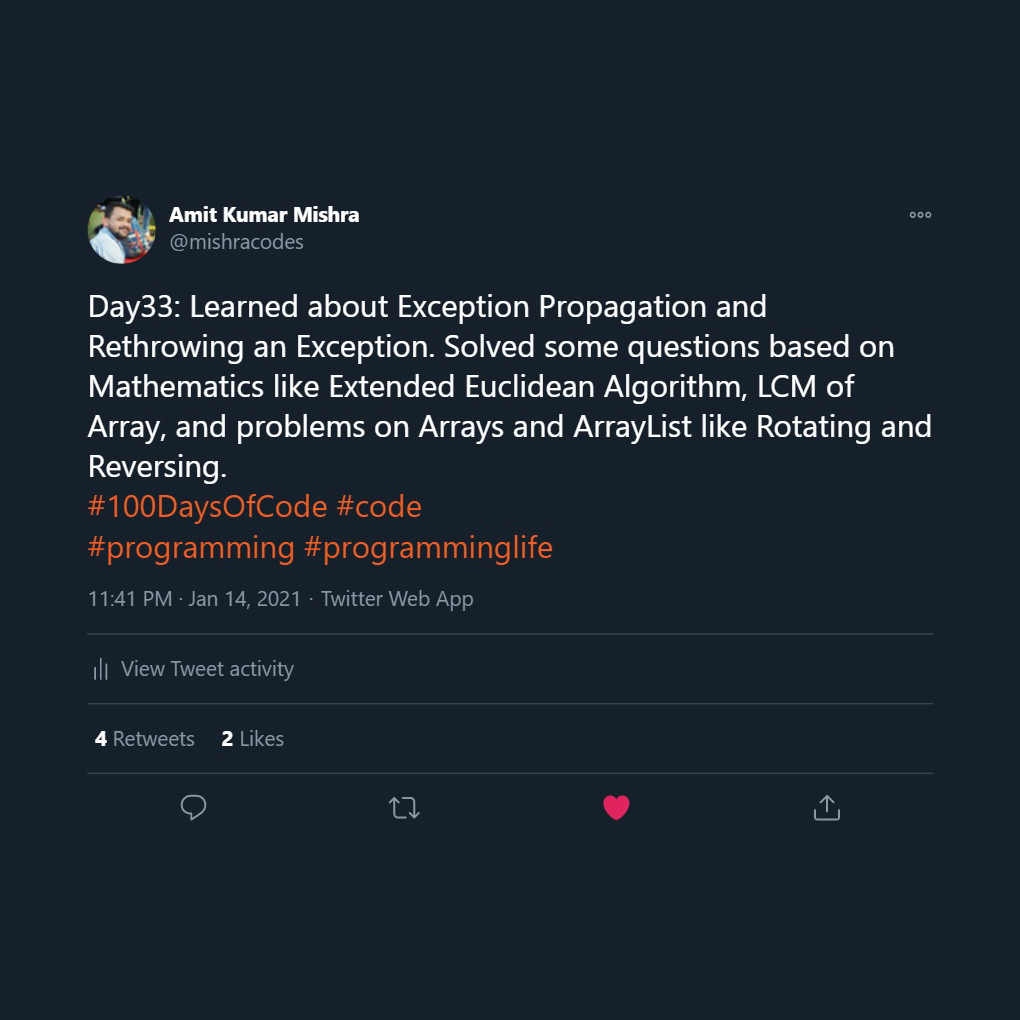 Amit Kumar Mishra
@mishracodes
Day33: Learned about Exception Propagation and
Rethrowing an Exception. Solved some questions based on
Mathematics like Extended Euclidean Algorithm, LCM of
Array, and problems on Arrays and ArrayList like Rotating and
Reversing.
#100DaysOfCode #code
#programming #programminglife
11:41 PM · Jan 14, 2021 · Twitter Web App
View Tweet activity
4 Retweets 2 Likes